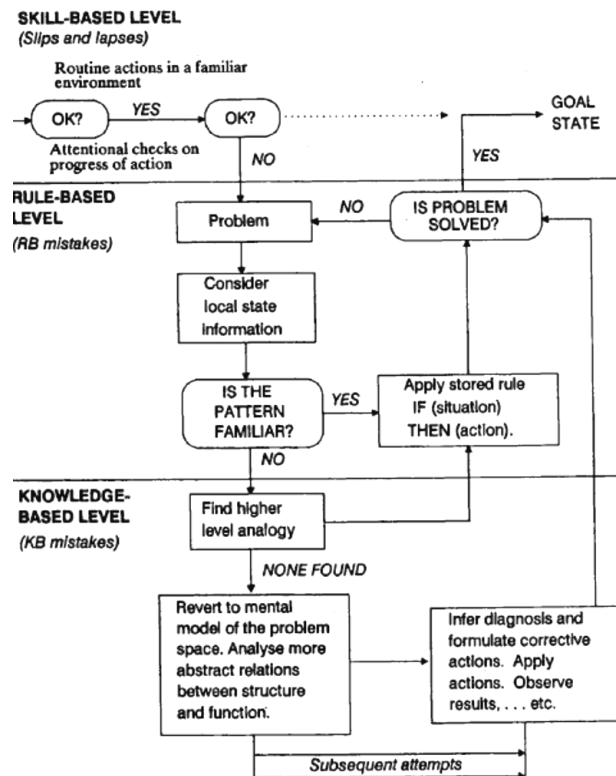 SKILL-BASED LEVEL
(Slips and lapses)
Routine actions in a familiar
environment
OK?
YES
OK?
GOAL
STATE
Attentional checks on
progress of action
NO
YES
RULE-BASED
LEVEL
(RB mistakes)
Problem
NO
IS PROBLEM
SOLVED?
Consider
local state
information
IS THE
PATTERN
FAMILIAR?
YES
Apply stored rule
IF (situation)
THEN (action).
NO
KNOWLEDGE-
BASED LEVEL
(KB mistakes)
Find higher
level analogy
NONE FOUND
Revert to mental
model of the problem
space. Analyse more
abstract relations
between structure
and function.
Infer diagnosis and
formulate corrective
actions. Apply
actions. Observe
results, . . . etc.
Subsequent attempts